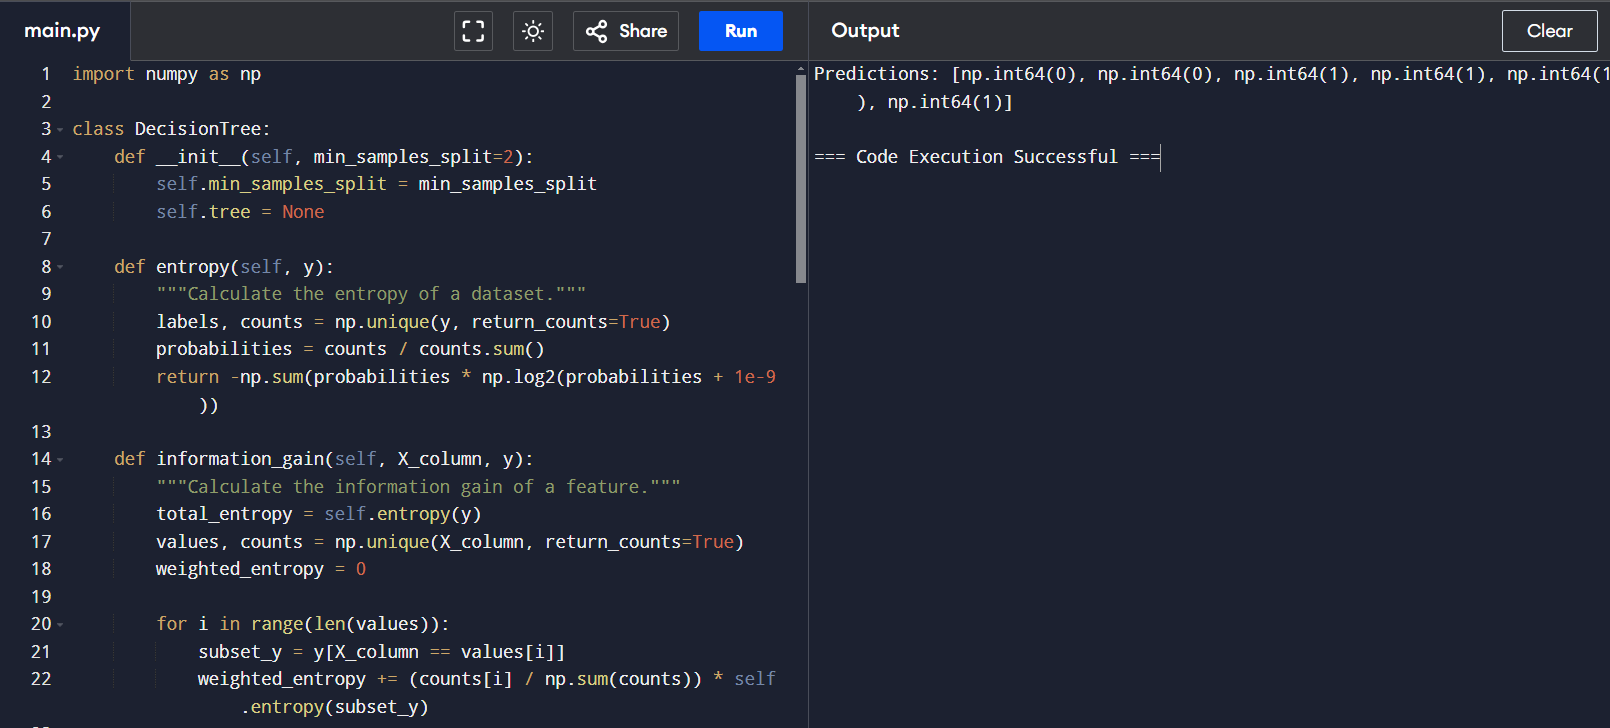 main.py
Share
Run
Output
Clear
1 import numpy as np
2
3 class DecisionTree:
4     def __init__(self, min_samples_split=2):
5         self.min_samples_split = min_samples_split
6         self.tree = None
7
8     def entropy(self, y):
9         """Calculate the entropy of a dataset."""
10         labels, counts = np.unique(y, return_counts=True)
11         probabilities = counts / counts.sum()
12         return -np.sum(probabilities * np.log2(probabilities + 1e-9
            ))
13
14     def information_gain(self, X_column, y):
15         """Calculate the information gain of a feature."""
16         total_entropy = self.entropy(y)
17         values, counts = np.unique(X_column, return_counts=True)
18         weighted_entropy = 0
19
20         for i in range(len(values)):
21             subset_y = y[X_column == values[i]]
22             weighted_entropy += (counts[i] / np.sum(counts)) * self
                .entropy(subset_y)
Predictions: [np.int64(0), np.int64(0), np.int64(1), np.int64(1), np.int64(1
    ), np.int64(1)]
=== Code Execution Successful ===